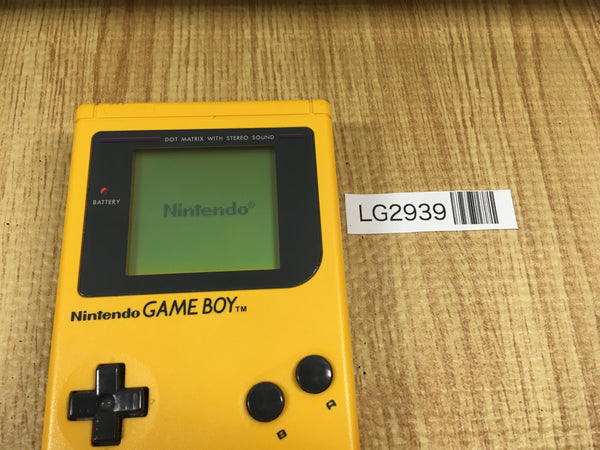 DOT MATRIX WITH STEREO SOUND
BATTERY
Nintendo®
LG2939
Nintendo GAME BOY™
B
A